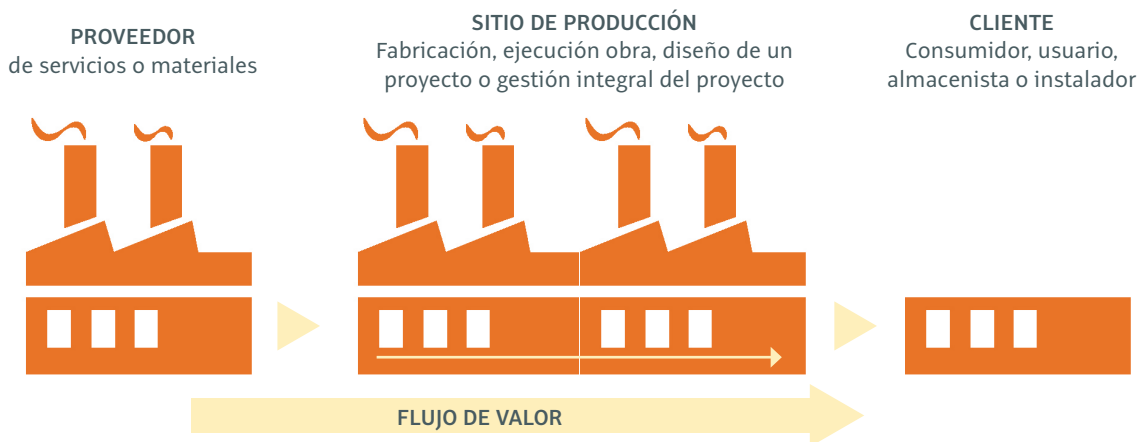 PROVEEDOR
de servicios o materiales
SITIO DE PRODUCCIÓN
Fabricación, ejecución obra, diseño de un
proyecto o gestión integral del proyecto
CLIENTE
Consumidor, usuario,
almacenista o instalador
FLUJO DE VALOR